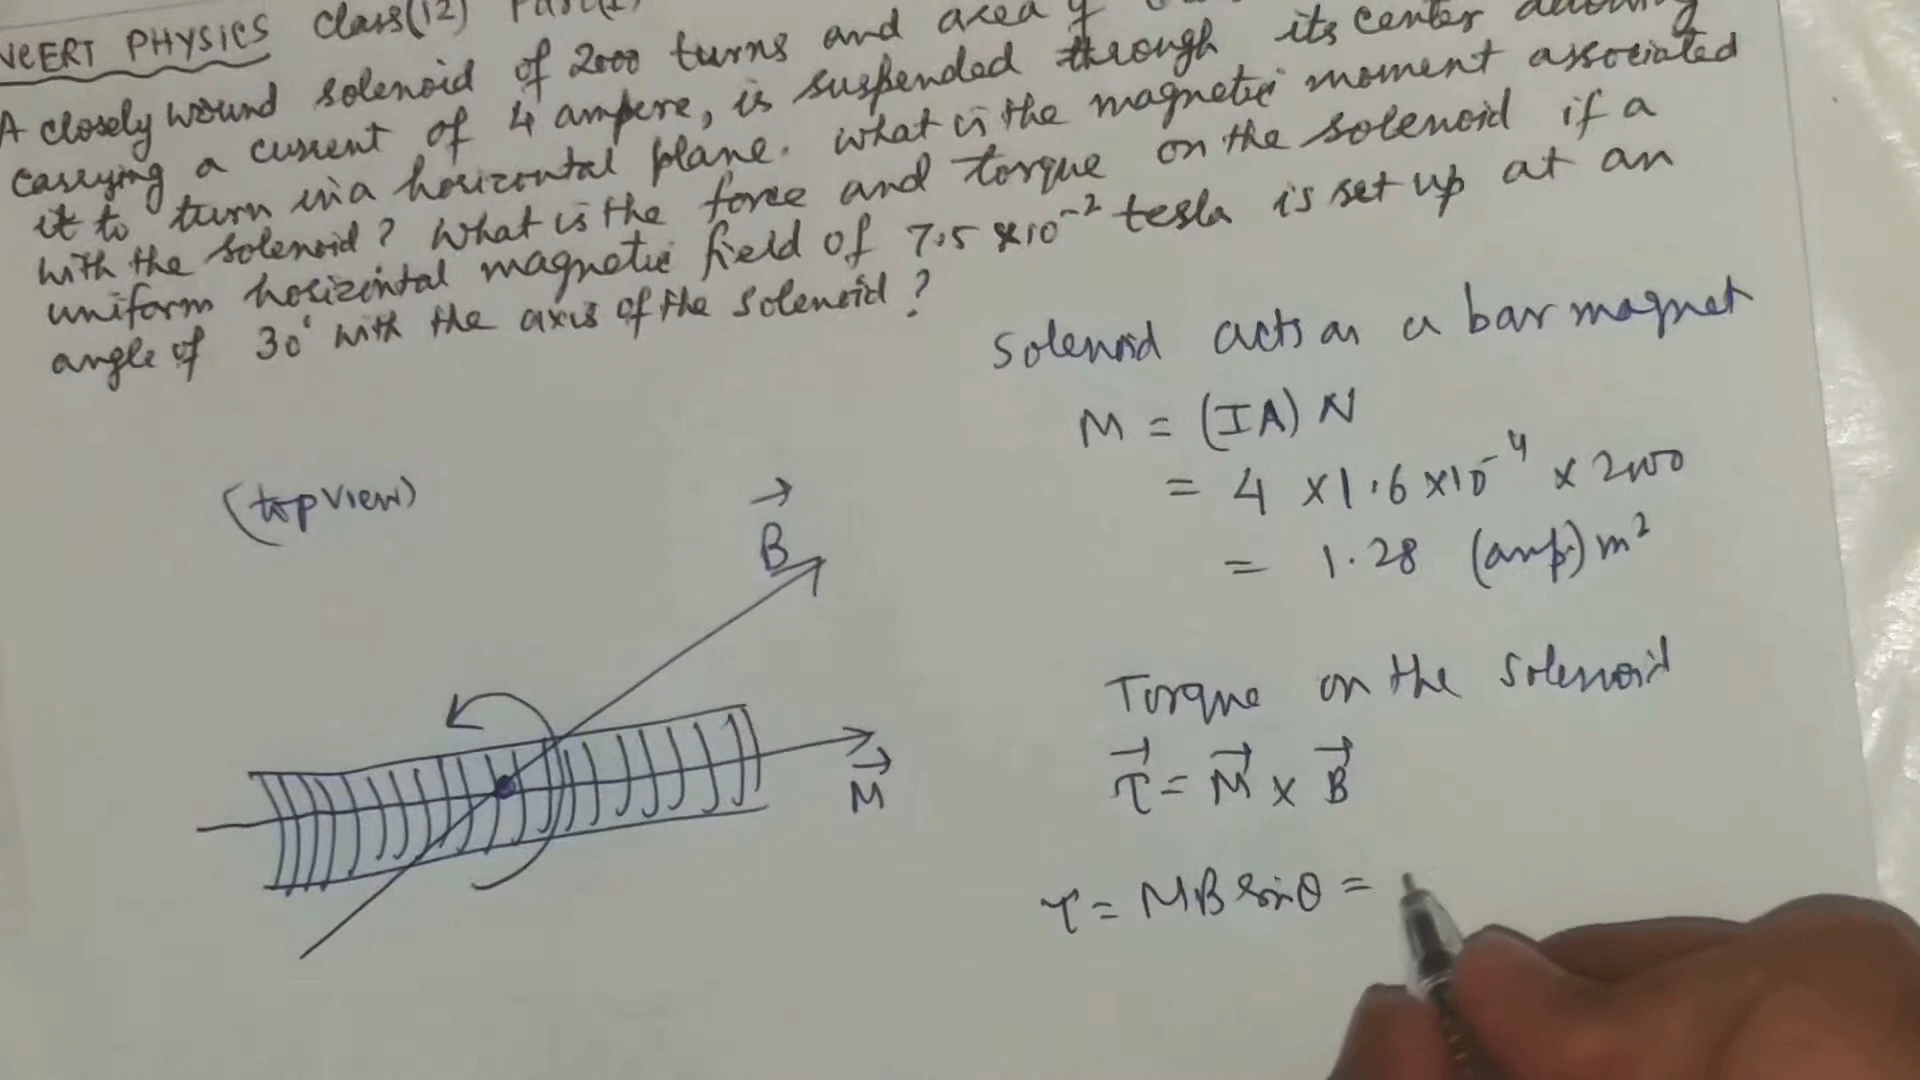 NCERT PHYSICS Class(12)
A closely wound solenoid of 2000 turns and area of
carrying a current of 4 ampere, is suspended through its center allowing
it to turn in a horizontal plane. What is the magnetic moment associated
with the solenoid? What is the force and torque on the solenoid if a
uniform horizontal magnetic field of 7.5 × 10⁻² tesla is set up at an
angle of 30° with the axis of the solenoid?
Solenoid acts as a bar magnet
M = (IA) N
= 4 × 1.6 × 10⁻⁴ × 2000
= 1.28 (amp) m²
(top view)
B⃗
M⃗
Torque on the solenoid
τ⃗ = M⃗ × B⃗
τ = MB sinθ =